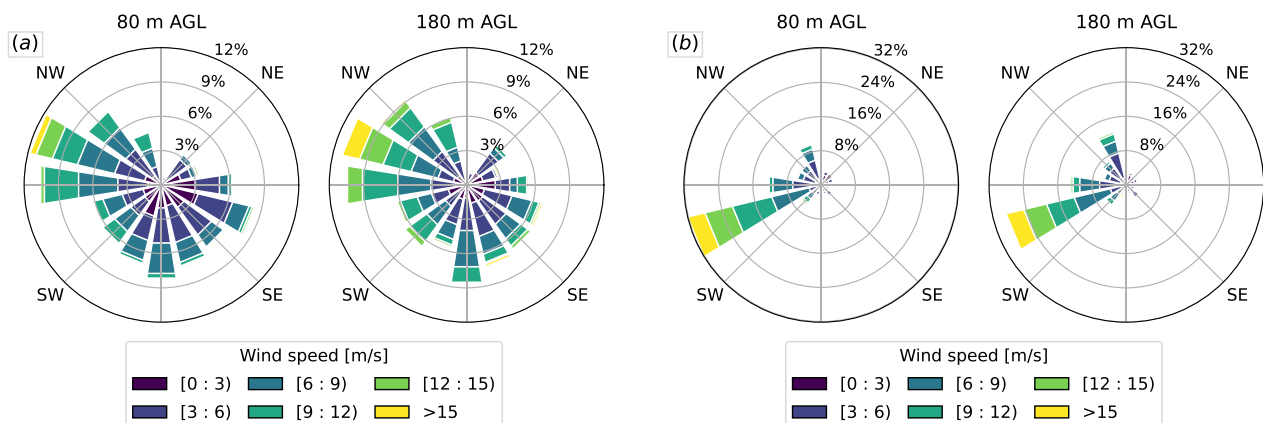 80 m AGL
180 m AGL
(a)
12%
12%
NW
NE
NW
NE
9%
9%
6%
6%
3%
3%
SW
SE
SW
SE
Wind speed [m/s]
[0 : 3)
[6 : 9)
[12 : 15)
[3 : 6)
[9 : 12)
>15
80 m AGL
180 m AGL
(b)
32%
32%
NW
NE
NW
NE
24%
24%
16%
16%
8%
8%
SW
SE
SW
SE
Wind speed [m/s]
[0 : 3)
[6 : 9)
[12 : 15)
[3 : 6)
[9 : 12)
>15